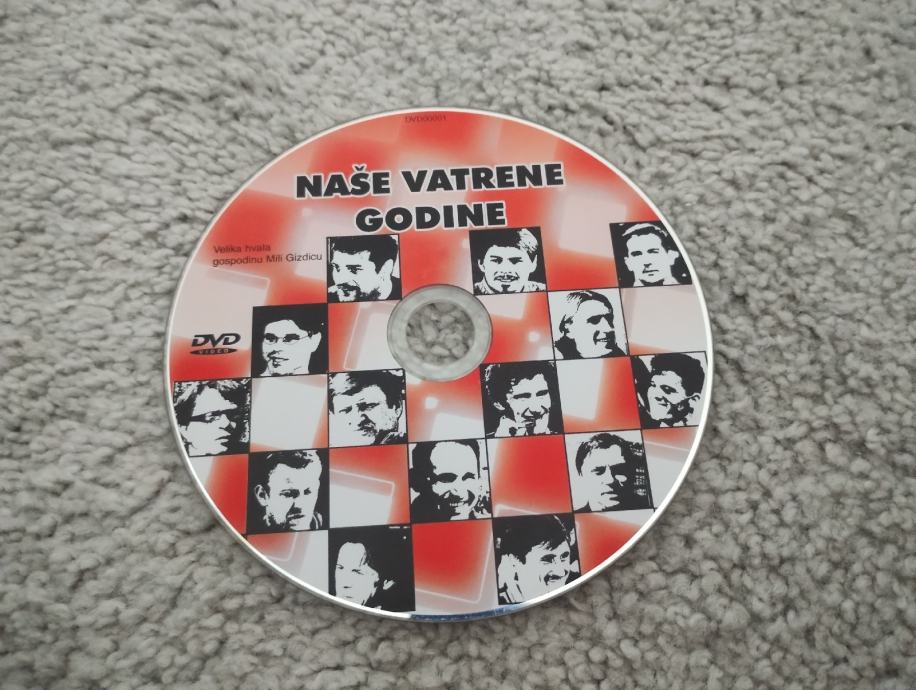 DVD00001
NAŠE VATRENE
GODINE
Velika hvala
gospodinu Mili Gizdicu
DVD
VIDEO